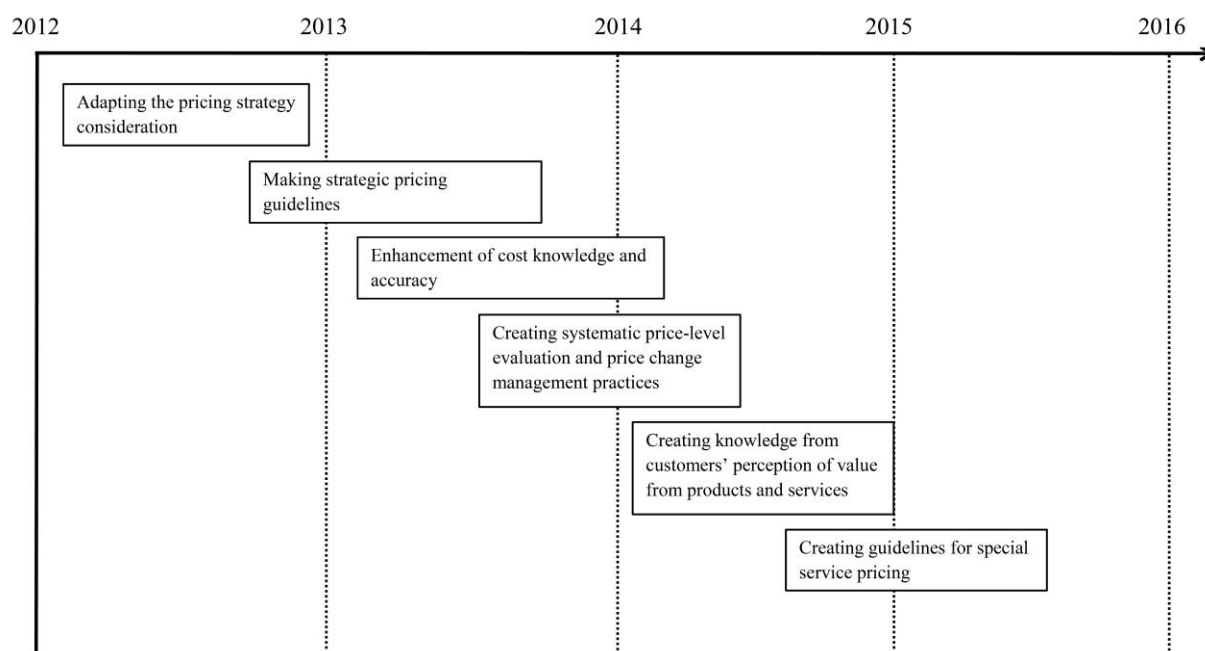 2012 2013 2014 2015 2016
Adapting the pricing strategy
consideration
Making strategic pricing
guidelines
Enhancement of cost knowledge and
accuracy
Creating systematic price-level
evaluation and price change
management practices
Creating knowledge from
customers’ perception of value
from products and services
Creating guidelines for special
service pricing